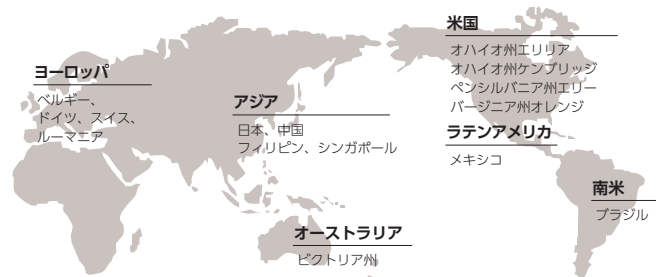 ヨーロッパ
ベルギー、
ドイツ、スイス、
ルーマニア
アジア
日本、中国
フィリピン、シンガポール
オーストラリア
ビクトリア州
米国
オハイオ州エリリア
オハイオ州ケンブリッジ
ペンシルバニア州エリー
バージニア州オレンジ
ラテンアメリカ
メキシコ
南米
ブラジル